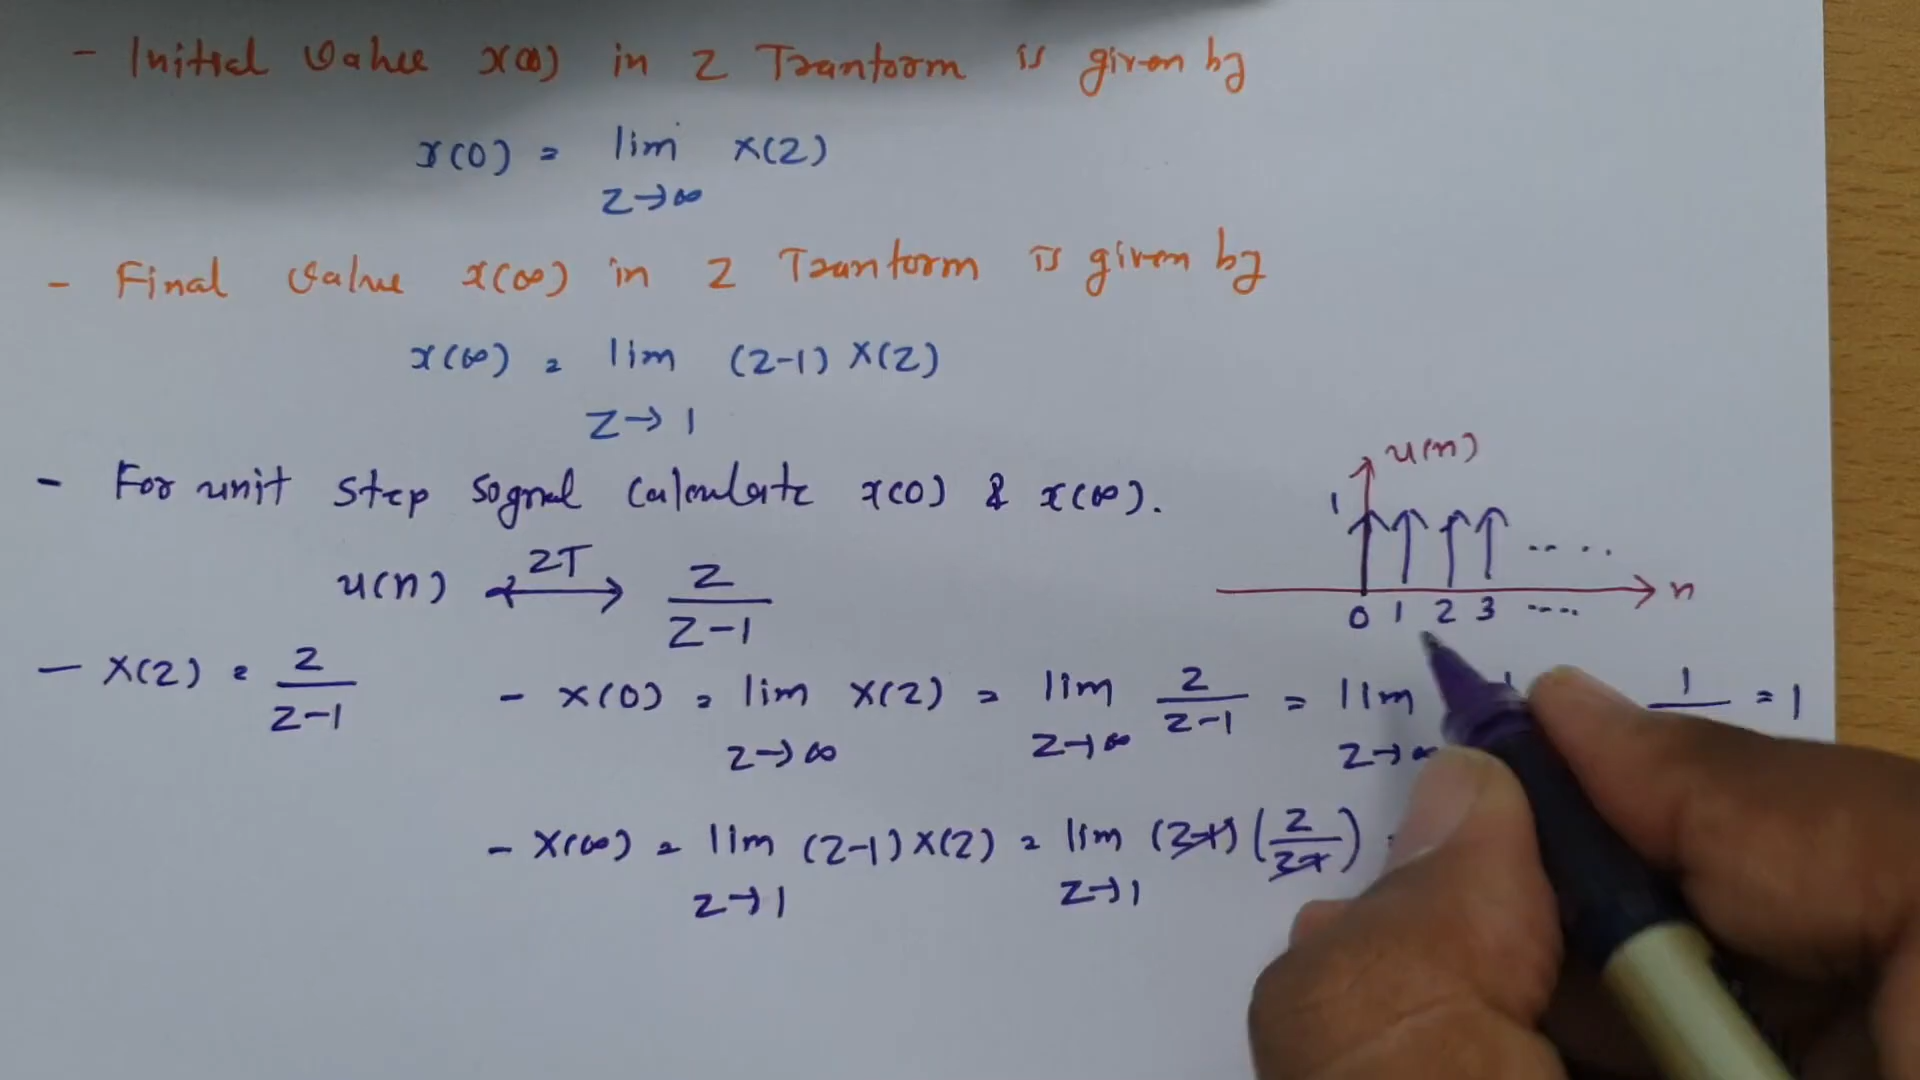 - Initial Value x(0) in Z Transform is given by
x(0) = lim X(Z)
Z→∞
- Final Value x(∞) in Z Transform is given by
x(∞) = lim (Z-1) X(Z)
Z→1
- For unit step signal calculate x(0) & x(∞).
u(n)
1
.....
n
0 1 2 3 ....
u(n) ←ZT→ Z/(Z-1)
- X(Z) = Z/(Z-1)
- x(0) = lim X(Z) = lim Z/(Z-1) = lim 1 1 = 1
Z→∞ Z→∞ Z→∞
- x(∞) = lim (Z-1) X(Z) = lim (Z-1) (Z/(Z-1))
Z→1 Z→1